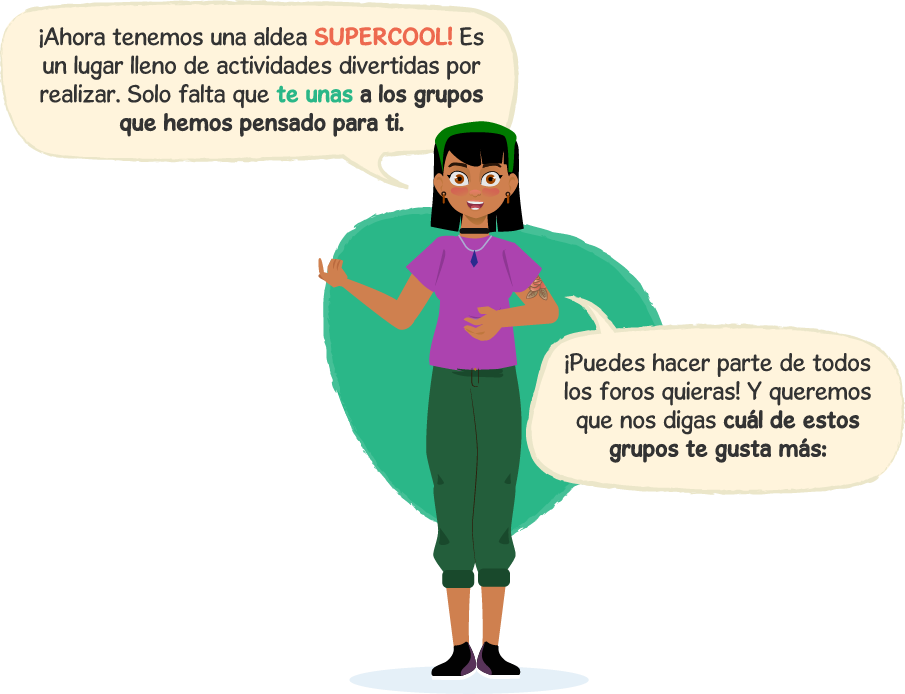 ¡Ahora tenemos una aldea SUPERCOOL! Es
un lugar lleno de actividades divertidas por
realizar. Solo falta que te unas a los grupos
que hemos pensado para ti.
¡Puedes hacer parte de todos
los foros quieras! Y queremos
que nos digas cuál de estos
grupos te gusta más: